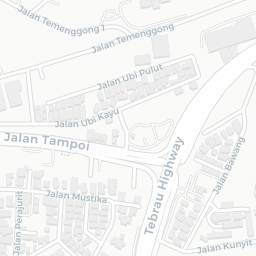 Jalan Temenggong 1
Jalan Temenggong
Jalan Ubi Pulut
Jalan Ubi Kayu
Jalan Tampoi
Tebrau Highway
Jalan Bawang
Jalan Mustika
Jalan Perajurit
Jalan Kunyit